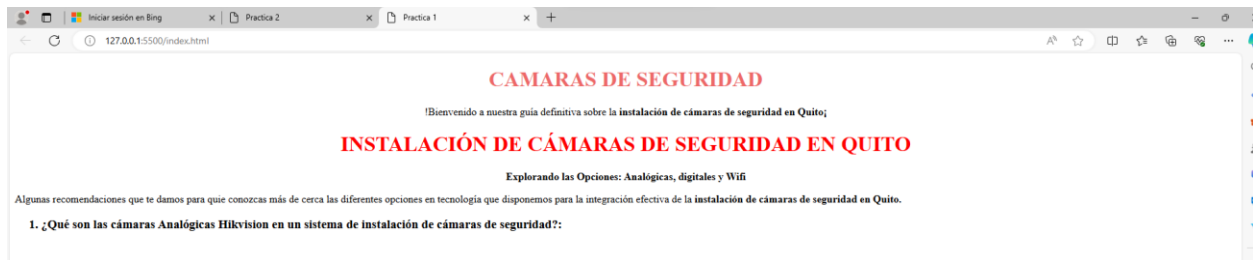 Iniciar sesión en Bing
Practica 2
Practica 1
127.0.0.1:5500/index.html
CAMARAS DE SEGURIDAD
!Bienvenido a nuestra guía definitiva sobre la instalación de cámaras de seguridad en Quito¡
INSTALACIÓN DE CÁMARAS DE SEGURIDAD EN QUITO
Explorando las Opciones: Analógicas, digitales y Wifi
Algunas recomendaciones que te damos para quie conozcas más de cerca las diferentes opciones en tecnología que disponemos para la integración efectiva de la instalación de cámaras de seguridad en Quito.
1. ¿Qué son las cámaras Analógicas Hikvision en un sistema de instalación de cámaras de seguridad?: